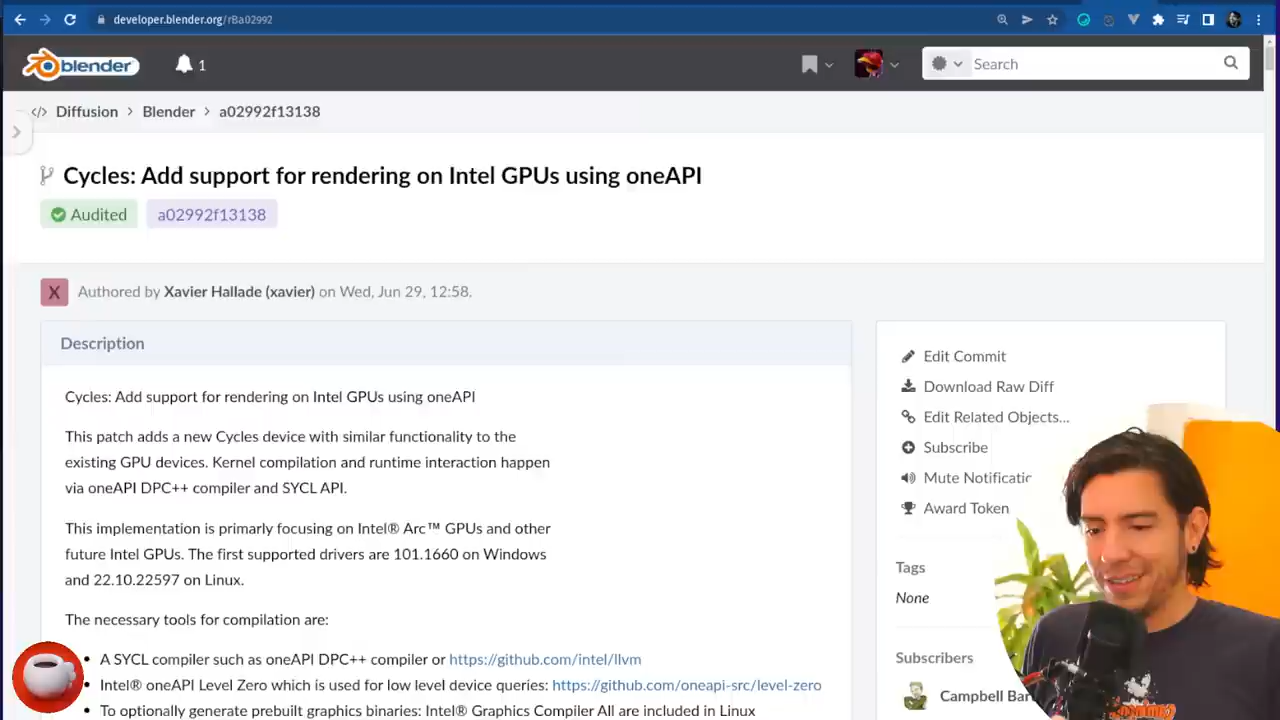 developer.blender.org/rBa02992
blender
1
Search
Diffusion > Blender > a02992f13138
Cycles: Add support for rendering on Intel GPUs using oneAPI
Audited
a02992f13138
X
Authored by Xavier Hallade (xavier) on Wed, Jun 29, 12:58.
Description
Cycles: Add support for rendering on Intel GPUs using oneAPI
This patch adds a new Cycles device with similar functionality to the
existing GPU devices. Kernel compilation and runtime interaction happen
via oneAPI DPC++ compiler and SYCL API.
This implementation is primarily focusing on Intel® Arc™ GPUs and other
future Intel GPUs. The first supported drivers are 101.1660 on Windows
and 22.10.22597 on Linux.
The necessary tools for compilation are:
• A SYCL compiler such as oneAPI DPC++ compiler or https://github.com/intel/llvm
• Intel® oneAPI Level Zero which is used for low level device queries: https://github.com/oneapi-src/level-zero
• To optionally generate prebuilt graphics binaries: Intel® Graphics Compiler All are included in Linux
Edit Commit
Download Raw Diff
Edit Related Objects...
Subscribe
Mute Notificatio
Award Token
Tags
None
Subscribers
Campbell Bar